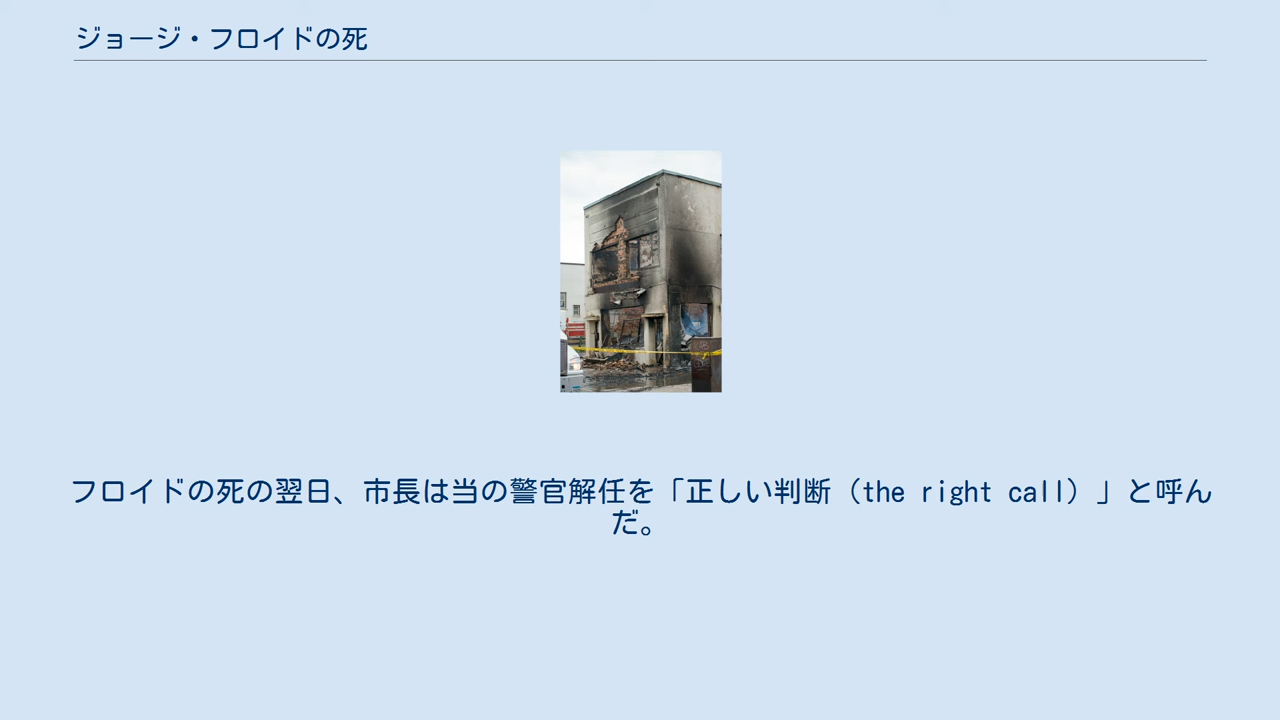 ジョージ・フロイドの死
フロイドの死の翌日、市長は当の警官解任を「正しい判断（the right call）」と呼ん
だ。